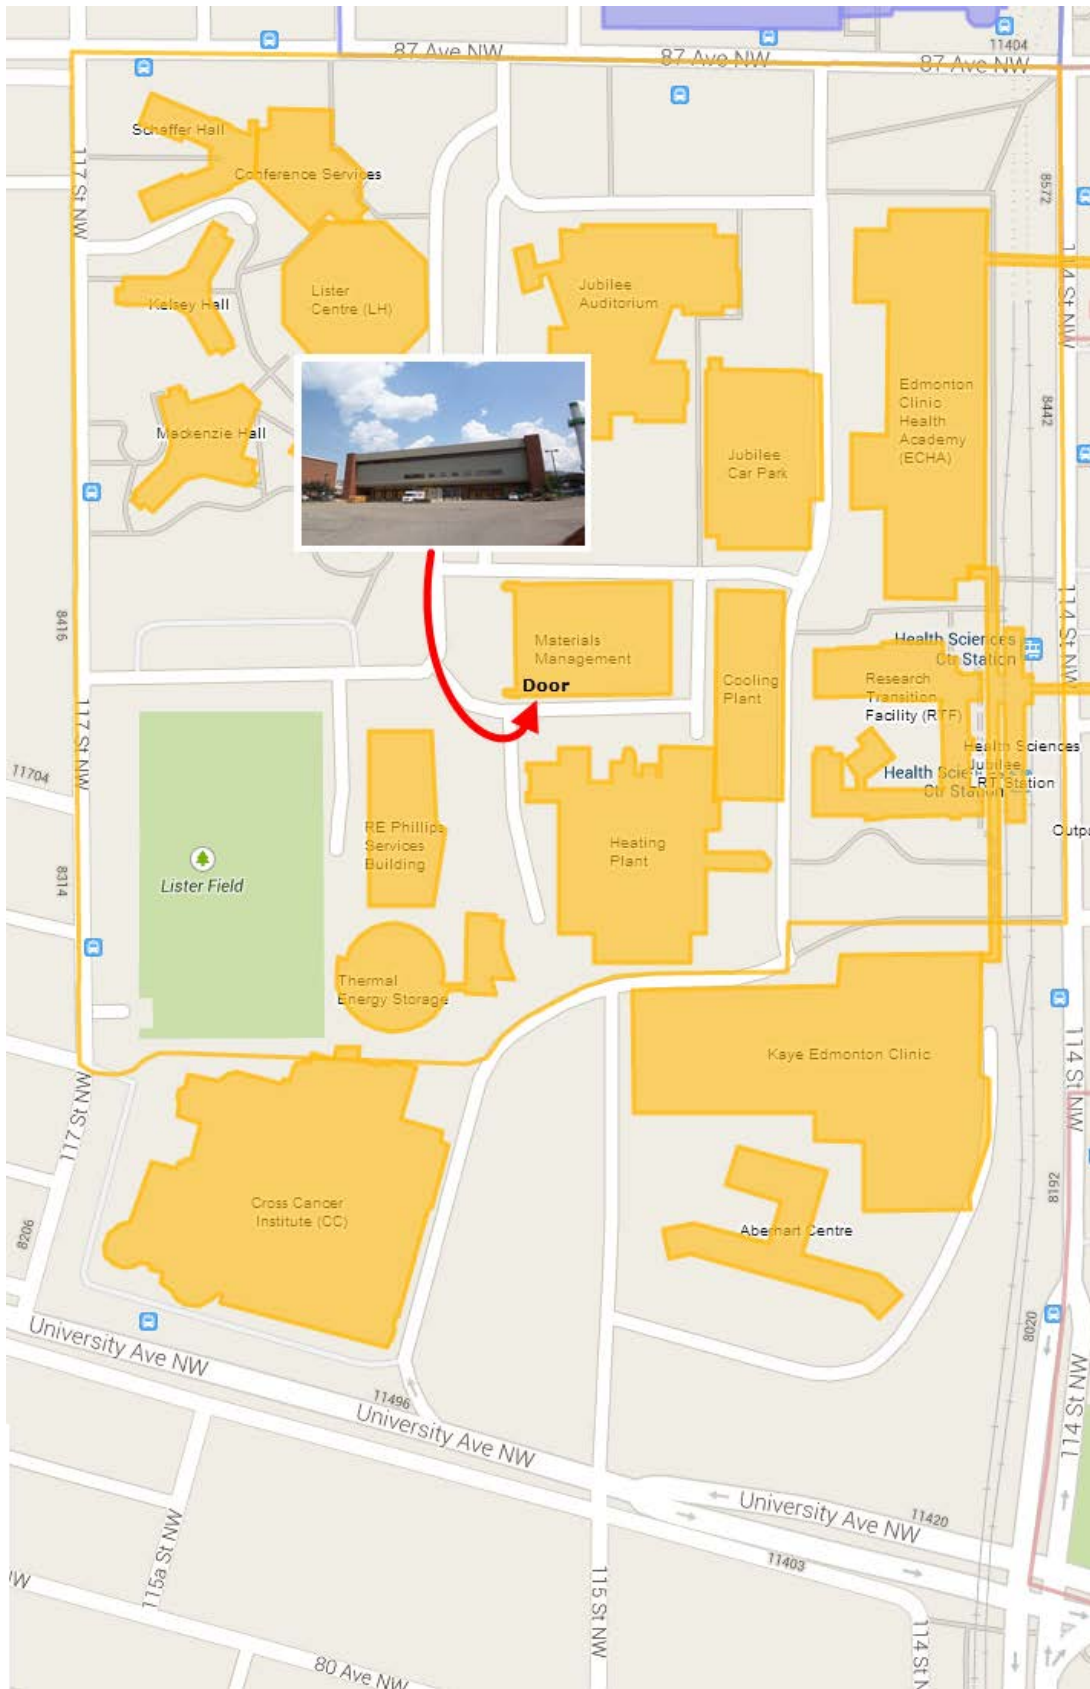 11404
87 Ave NW
87 Ave NW
87 Ave NW
Schaffer Hall
Conference Services
117 St NW
8572
114 St NW
Kelsey Hall
Lister
Centre (LH)
Jubilee
Auditorium
Edmonton
Clinic
Health
Academy
(ECHA)
8442
Mackenzie Hall
Jubilee
Car Park
8416
114 St NW
Materials
Management
Door
Health Sciences
Ctr Station
Cooling
Plant
Research
Transition
Facility (RTF)
117 St NW
11704
Health Sciences
Jubilee
LRT Station
Health Scie
Ctr Station
Outpa
RE Phillips
Services
Building
Heating
Plant
8314
Lister Field
Thermal
Energy Storage
Kaye Edmonton Clinic
114 St NW
117 St NW
8206
8192
Cross Cancer
Institute (CC)
Aberhart Centre
8020
University Ave NW
11496
University Ave NW
114 St NW
University Ave NW
11420
115a St NW
11403
115 St NW
W
80 Ave NW
114 St N